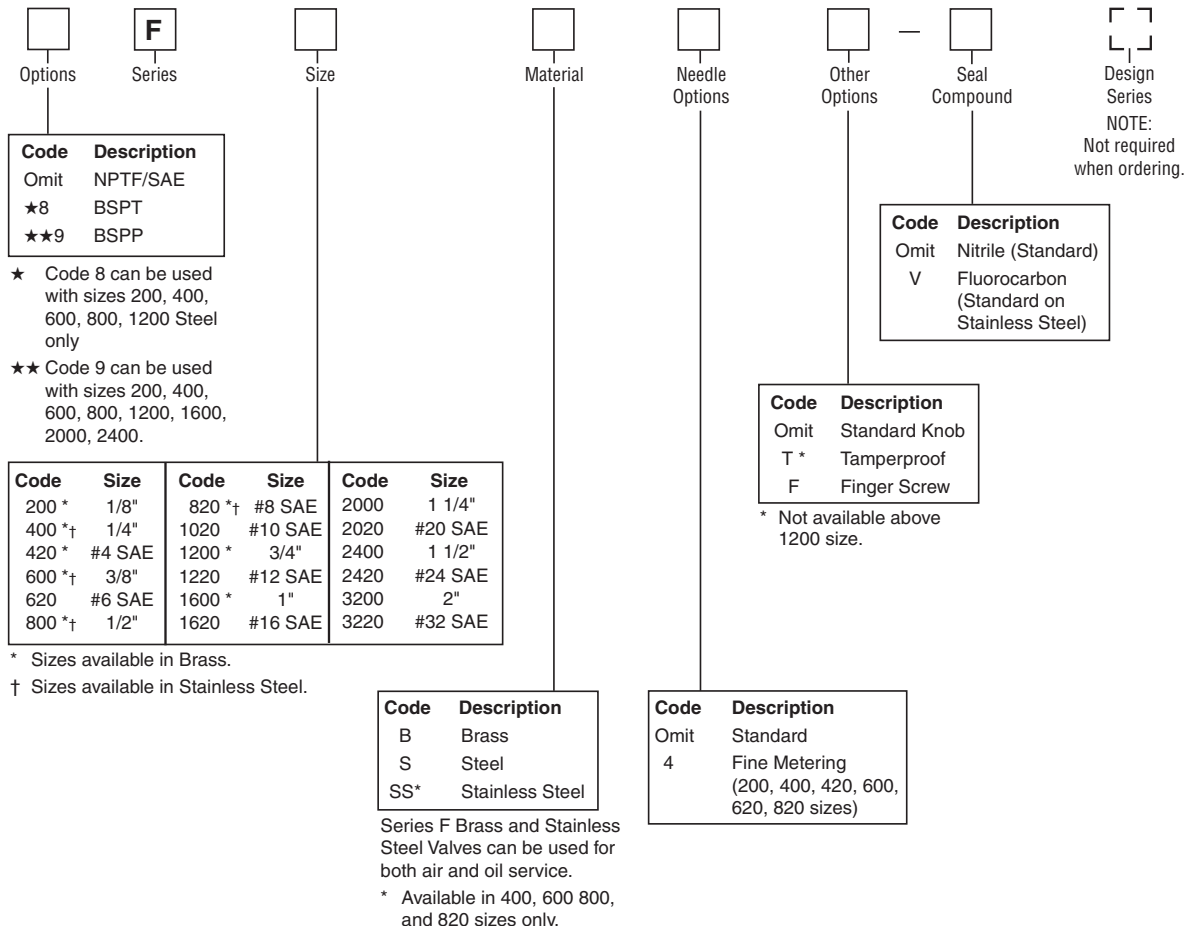 F
—
Options
Series
Size
Material
Needle
Options
Other
Options
Seal
Compound
Design
Series
NOTE:
Not required
when ordering.
Code Description
Omit NPTF/SAE
★8 BSPT
★★9 BSPP
★ Code 8 can be used
with sizes 200, 400,
600, 800, 1200 Steel
only
★★ Code 9 can be used
with sizes 200, 400,
600, 800, 1200, 1600,
2000, 2400.
Code Description
Omit Nitrile (Standard)
V Fluorocarbon
(Standard on
Stainless Steel)
Code Description
Omit Standard Knob
T * Tamperproof
F Finger Screw
* Not available above
1200 size.
Code Size Code Size Code Size
200 * 1/8" 820 *† #8 SAE 2000 1 1/4"
400 *† 1/4" 1020 #10 SAE 2020 #20 SAE
420 * #4 SAE 1200 * 3/4" 2400 1 1/2"
600 *† 3/8" 1220 #12 SAE 2420 #24 SAE
620 #6 SAE 1600 * 1" 3200 2"
800 *† 1/2" 1620 #16 SAE 3220 #32 SAE
* Sizes available in Brass.
† Sizes available in Stainless Steel.
Code Description
B Brass
S Steel
SS* Stainless Steel
Series F Brass and Stainless
Steel Valves can be used for
both air and oil service.
* Available in 400, 600 800,
and 820 sizes only.
Code Description
Omit Standard
4 Fine Metering
(200, 400, 420, 600,
620, 820 sizes)